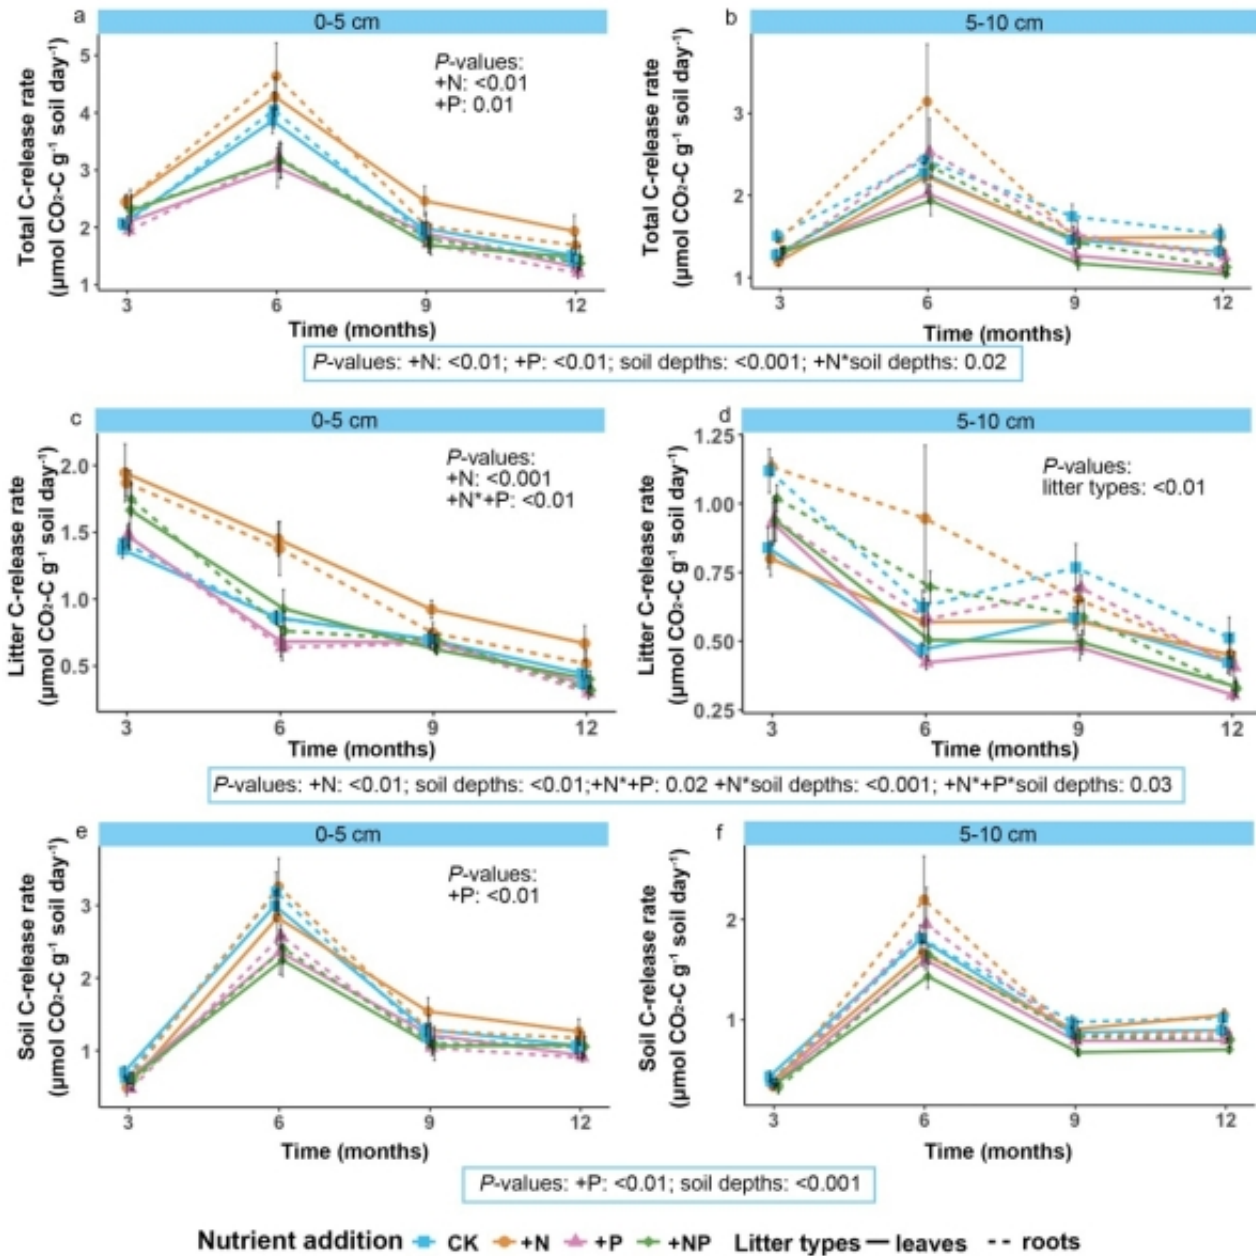 a
0-5 cm
Total C-release rate
(µmol CO₂-C g⁻¹ soil day⁻¹)
5
4
3
2
1
P-values:
+N: <0.01
+P: 0.01
3 6 9 12
Time (months)
b
5-10 cm
Total C-release rate
(µmol CO₂-C g⁻¹ soil day⁻¹)
3
2
1
3 6 9 12
Time (months)
P-values: +N: <0.01; +P: <0.01; soil depths: <0.001; +N*soil depths: 0.02
c
0-5 cm
Litter C-release rate
(µmol CO₂-C g⁻¹ soil day⁻¹)
2.0
1.5
1.0
0.5
P-values:
+N: <0.001
+N*+P: <0.01
3 6 9 12
Time (months)
d
5-10 cm
Litter C-release rate
(µmol CO₂-C g⁻¹ soil day⁻¹)
1.25
1.00
0.75
0.50
0.25
P-values:
litter types: <0.01
3 6 9 12
Time (months)
P-values: +N: <0.01; soil depths: <0.01;+N*+P: 0.02 +N*soil depths: <0.001; +N*+P*soil depths: 0.03
e
0-5 cm
Soil C-release rate
(µmol CO₂-C g⁻¹ soil day⁻¹)
3
2
1
P-values:
+P: <0.01
3 6 9 12
Time (months)
f
5-10 cm
Soil C-release rate
(µmol CO₂-C g⁻¹ soil day⁻¹)
2
1
3 6 9 12
Time (months)
P-values: +P: <0.01; soil depths: <0.001
Nutrient addition CK +N +P +NP Litter types leaves roots